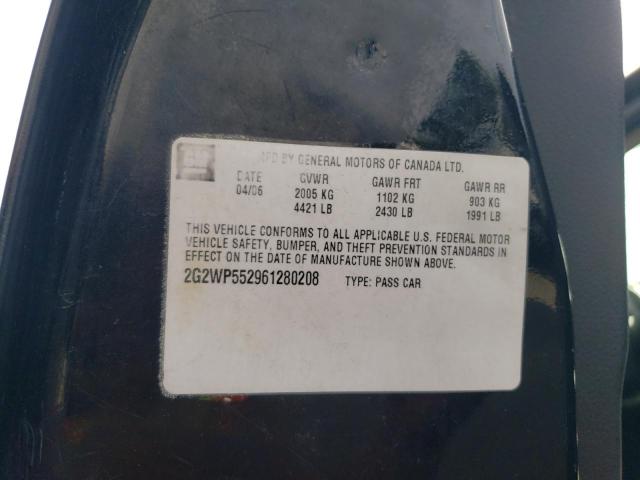 MFD BY GENERAL MOTORS OF CANADA LTD.
DATE GVWR GAWR FRT GAWR RR
04/06 2005 KG 1102 KG 903 KG
4421 LB 2430 LB 1991 LB
THIS VEHICLE CONFORMS TO ALL APPLICABLE U.S. FEDERAL MOTOR
VEHICLE SAFETY, BUMPER, AND THEFT PREVENTION STANDARDS IN
EFFECT ON THE DATE OF MANUFACTURE SHOWN ABOVE.
2G2WP552961280208 TYPE: PASS CAR